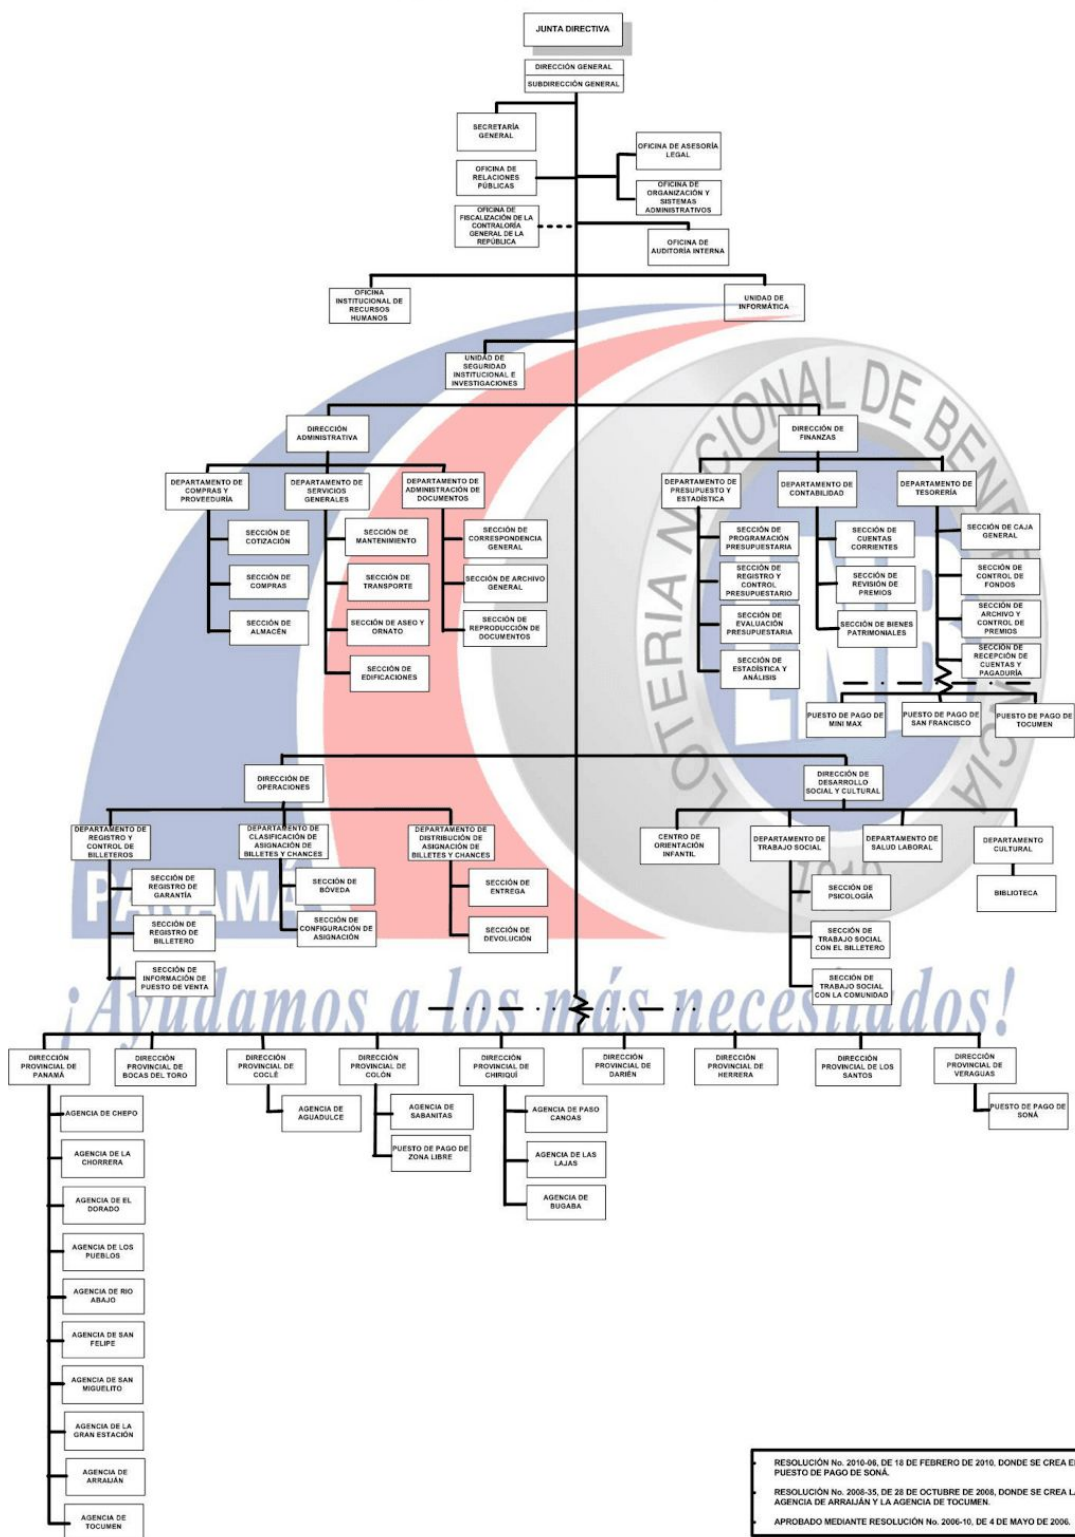 JUNTA DIRECTIVA
DIRECCIÓN GENERAL
SUBDIRECCIÓN GENERAL
SECRETARÍA
GENERAL
OFICINA DE ASESORÍA
LEGAL
OFICINA DE
RELACIONES
PÚBLICAS
OFICINA DE
ORGANIZACIÓN Y
SISTEMAS
ADMINISTRATIVOS
OFICINA DE
FISCALIZACIÓN DE LA
CONTRALORÍA
GENERAL DE LA
REPÚBLICA
OFICINA DE
AUDITORÍA INTERNA
OFICINA
INSTITUCIONAL DE
RECURSOS
HUMANOS
UNIDAD DE
INFORMÁTICA
UNIDAD DE
SEGURIDAD
INSTITUCIONAL E
INVESTIGACIONES
DIRECCIÓN
ADMINISTRATIVA
DIRECCIÓN DE
FINANZAS
DEPARTAMENTO DE
COMPRAS Y
PROVEEDURÍA
DEPARTAMENTO DE
SERVICIOS
GENERALES
DEPARTAMENTO DE
ADMINISTRACIÓN DE
DOCUMENTOS
DEPARTAMENTO DE
PRESUPUESTO Y
ESTADÍSTICA
DEPARTAMENTO DE
CONTABILIDAD
DEPARTAMENTO DE
TESORERÍA
SECCIÓN DE
COTIZACIÓN
SECCIÓN DE
COMPRAS
SECCIÓN DE
ALMACÉN
SECCIÓN DE
MANTENIMIENTO
SECCIÓN DE
TRANSPORTE
SECCIÓN DE ASEO Y
ORNATO
SECCIÓN DE
EDIFICACIONES
SECCIÓN DE
CORRESPONDENCIA
GENERAL
SECCIÓN DE ARCHIVO
GENERAL
SECCIÓN DE
REPRODUCCIÓN DE
DOCUMENTOS
SECCIÓN DE
PROGRAMACIÓN
PRESUPUESTARIA
SECCIÓN DE
REGISTRO Y
CONTROL
PRESUPUESTARIO
SECCIÓN DE
EVALUACIÓN
PRESUPUESTARIA
SECCIÓN DE
ESTADÍSTICA Y
ANÁLISIS
SECCIÓN DE
CUENTAS
CORRIENTES
SECCIÓN DE
REVISIÓN DE
PREMIOS
SECCIÓN DE BIENES
PATRIMONIALES
SECCIÓN DE CAJA
GENERAL
SECCIÓN DE
CONTROL DE
FONDOS
SECCIÓN DE
ARCHIVO Y
CONTROL DE
PREMIOS
SECCIÓN DE
RECEPCIÓN DE
CUENTAS Y
PAGADURÍA
PUESTO DE PAGO DE
MINI MAX
PUESTO DE PAGO DE
SAN FRANCISCO
PUESTO DE PAGO DE
TOCUMEN
DIRECCIÓN DE
OPERACIONES
DIRECCIÓN DE
DESARROLLO
SOCIAL Y CULTURAL
DEPARTAMENTO DE
REGISTRO Y
CONTROL DE
BILLETEROS
DEPARTAMENTO DE
CLASIFICACIÓN DE
ASIGNACIÓN DE
BILLETES Y CHANCES
DEPARTAMENTO DE
DISTRIBUCIÓN DE
ASIGNACIÓN DE
BILLETES Y CHANCES
CENTRO DE
ORIENTACIÓN
INFANTIL
DEPARTAMENTO DE
TRABAJO SOCIAL
DEPARTAMENTO DE
SALUD LABORAL
DEPARTAMENTO
CULTURAL
SECCIÓN DE
REGISTRO DE
GARANTÍA
SECCIÓN DE
REGISTRO DE
BILLETERO
SECCIÓN DE
INFORMACIÓN DE
PUESTO DE VENTA
SECCIÓN DE
BÓVEDA
SECCIÓN DE
CONFIGURACIÓN DE
ASIGNACIÓN
SECCIÓN DE
ENTREGA
SECCIÓN DE
DEVOLUCIÓN
SECCIÓN DE
PSICOLOGÍA
SECCIÓN DE
TRABAJO SOCIAL
CON EL BILLETERO
SECCIÓN DE
TRABAJO SOCIAL
CON LA COMUNIDAD
BIBLIOTECA
LOTERIA NACIONAL DE BENEFICENCIA
LNB
1919
PANAMÁ
¡Ayudamos a los más necesitados!
DIRECCIÓN
PROVINCIAL DE
PANAMÁ
DIRECCIÓN
PROVINCIAL DE
BOCAS DEL TORO
DIRECCIÓN
PROVINCIAL DE
COCLÉ
DIRECCIÓN
PROVINCIAL DE
COLÓN
DIRECCIÓN
PROVINCIAL DE
CHIRIQUÍ
DIRECCIÓN
PROVINCIAL DE
DARIÉN
DIRECCIÓN
PROVINCIAL DE
HERRERA
DIRECCIÓN
PROVINCIAL DE LOS
SANTOS
DIRECCIÓN
PROVINCIAL DE
VERAGUAS
AGENCIA DE CHEPO
AGENCIA DE LA
CHORRERA
AGENCIA DE EL
DORADO
AGENCIA DE LOS
PUEBLOS
AGENCIA DE RIO
ABAJO
AGENCIA DE SAN
FELIPE
AGENCIA DE SAN
MIGUELITO
AGENCIA DE LA
GRAN ESTACIÓN
AGENCIA DE
ARRAIJÁN
AGENCIA DE
TOCUMEN
AGENCIA DE
AGUADULCE
AGENCIA DE
SABANITAS
PUESTO DE PAGO DE
ZONA LIBRE
AGENCIA DE PASO
CANOAS
AGENCIA DE LAS
LAJAS
AGENCIA DE
BUGABA
PUESTO DE PAGO DE
SONÁ
RESOLUCIÓN No. 2010-06, DE 18 DE FEBRERO DE 2010, DONDE SE CREA E
PUESTO DE PAGO DE SONÁ.
RESOLUCIÓN No. 2008-35, DE 28 DE OCTUBRE DE 2008, DONDE SE CREA LA
AGENCIA DE ARRAIJÁN Y LA AGENCIA DE TOCUMEN.
APROBADO MEDIANTE RESOLUCIÓN No. 2006-10, DE 4 DE MAYO DE 2006.